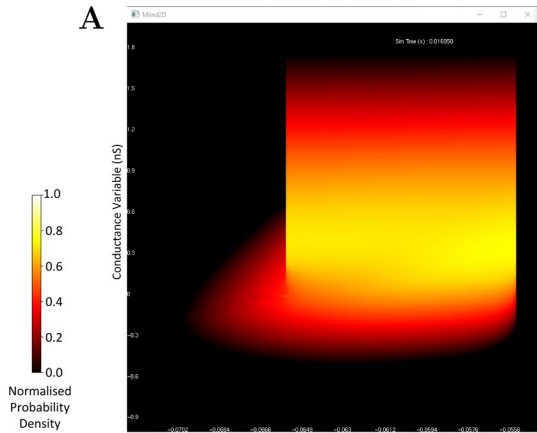 A
Miind2D
Sim Time (s) : 0.016950
1.8
1.5
1.2
0.9
0.6
0.3
0
-0.3
-0.6
-0.9
Conductance Variable (nS)
-0.0702 -0.0684 -0.0666 -0.0648 -0.063 -0.0612 -0.0594 -0.0576 -0.0558
1.0
0.8
0.6
0.4
0.2
0.0
Normalised
Probability
Density